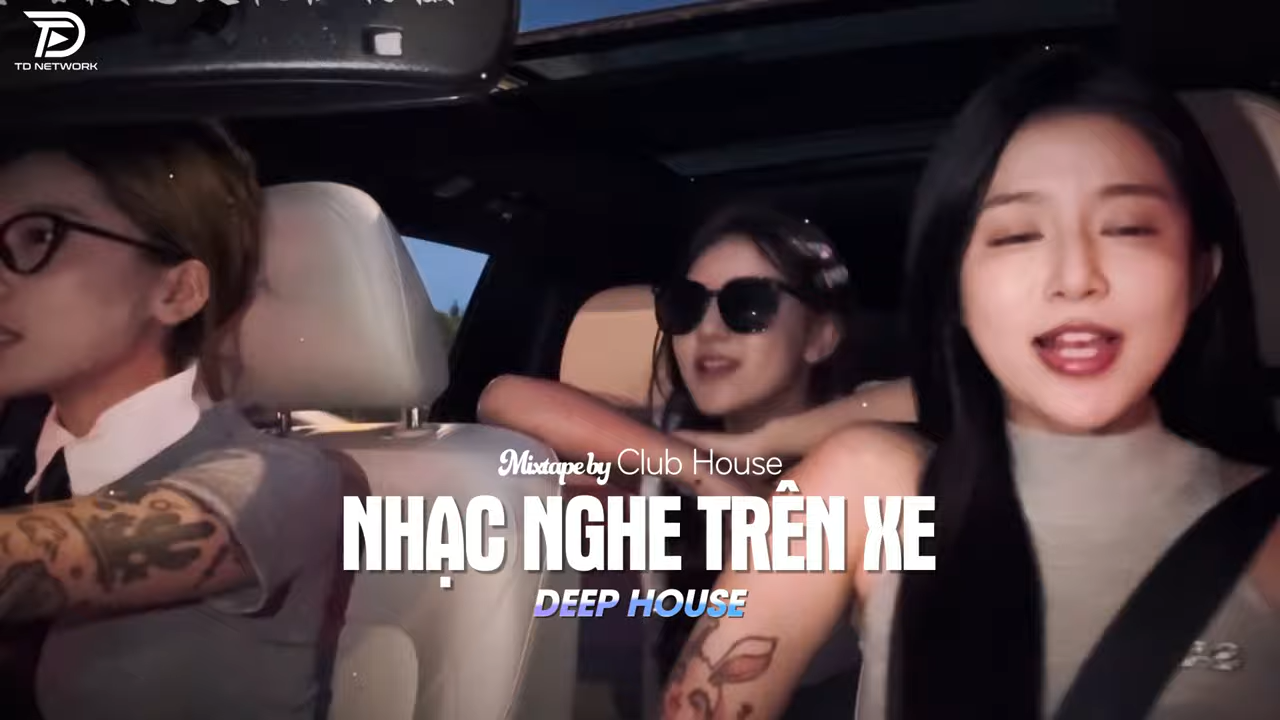 TD NETWORK
Mixtape by Club House
NHẠC NGHE TRÊN XE
DEEP HOUSE